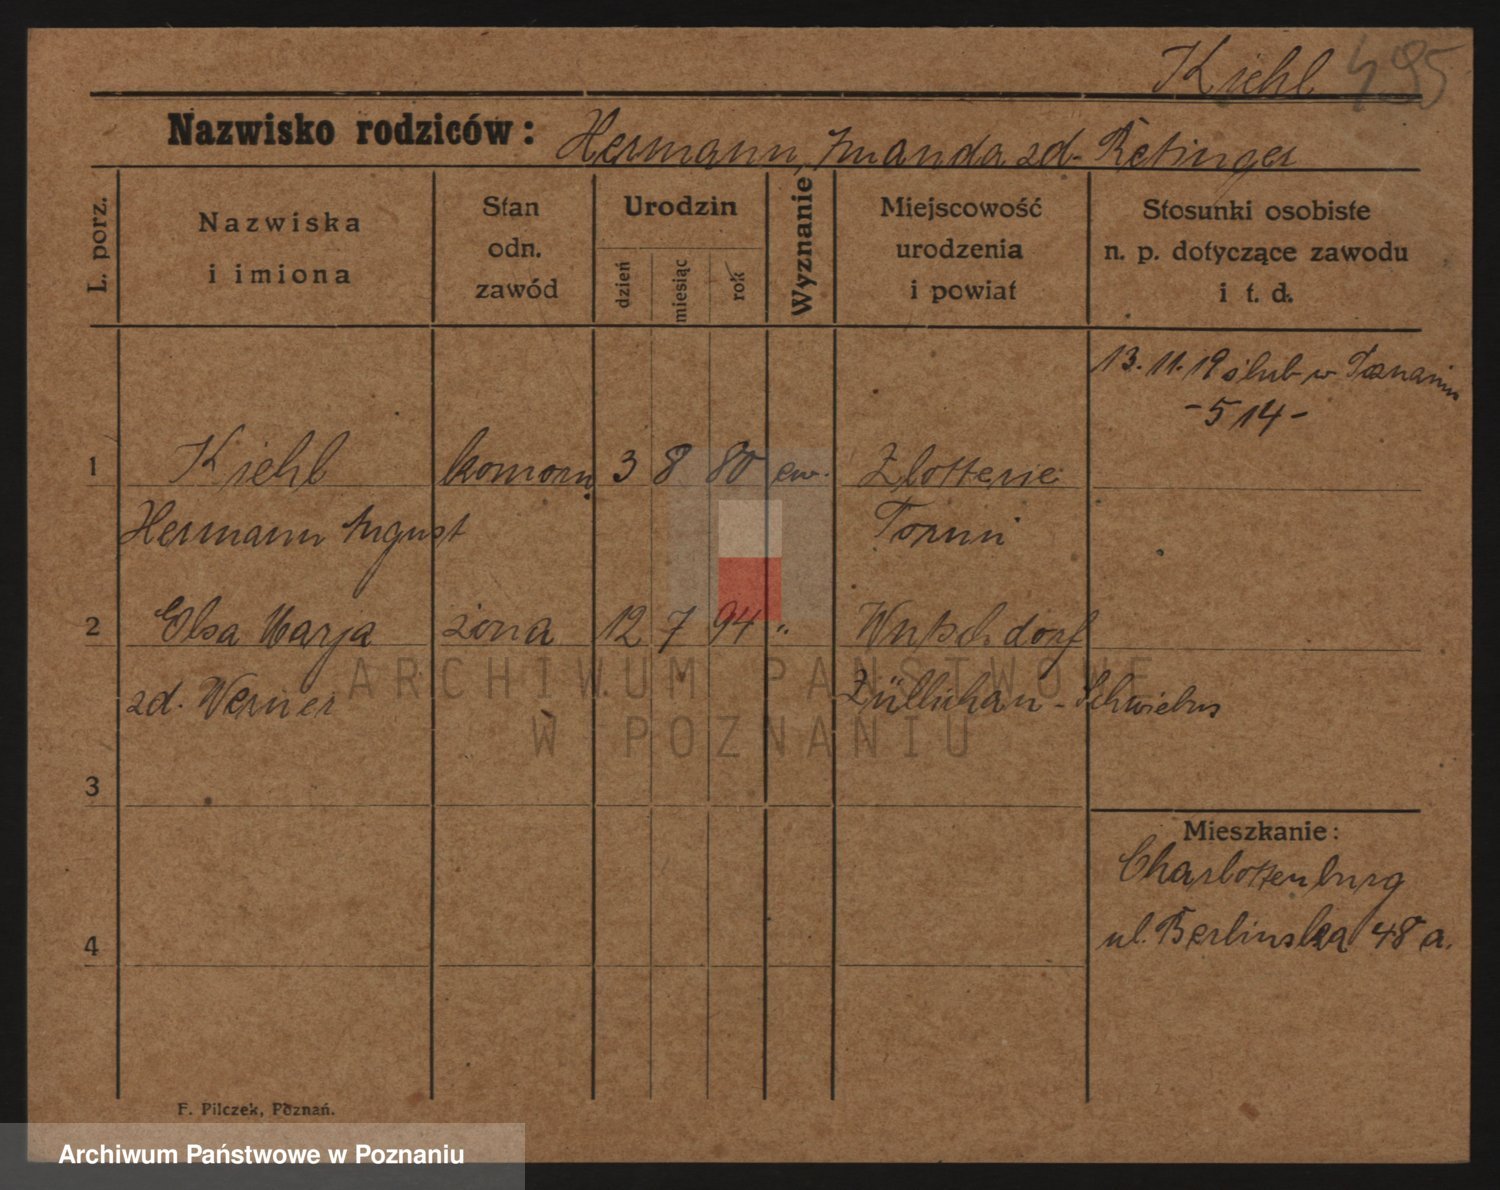 Kiehl 495
Nazwisko rodziców: Hermann, Amanda zd. Retinger
L. porz.
Nazwiska
i imiona
Stan
odn.
zawód
Urodzin
dzień
miesiąc
rok
Wyznanie
Miejscowość
urodzenia
i powiat
Stosunki osobiste
n. p. dotyczące zawodu
i t. d.
13. 11. 19 ślub w Poznaniu
- 514 -
1 Kiehl komorn 3 8 80 ew. Zlotterie
Hermann August Toruń
2 Elsa Marja żona 12 7 94 „ Wutschdorf
zd. Werner Züllichau - Schwiebus
3
Mieszkanie:
Charlottenburg
ul. Berlinska 48 a.
4
F. Pilczek, Poznań.
ARCHIWUM PAŃSTWOWE
W POZNANIU
Archiwum Państwowe w Poznaniu